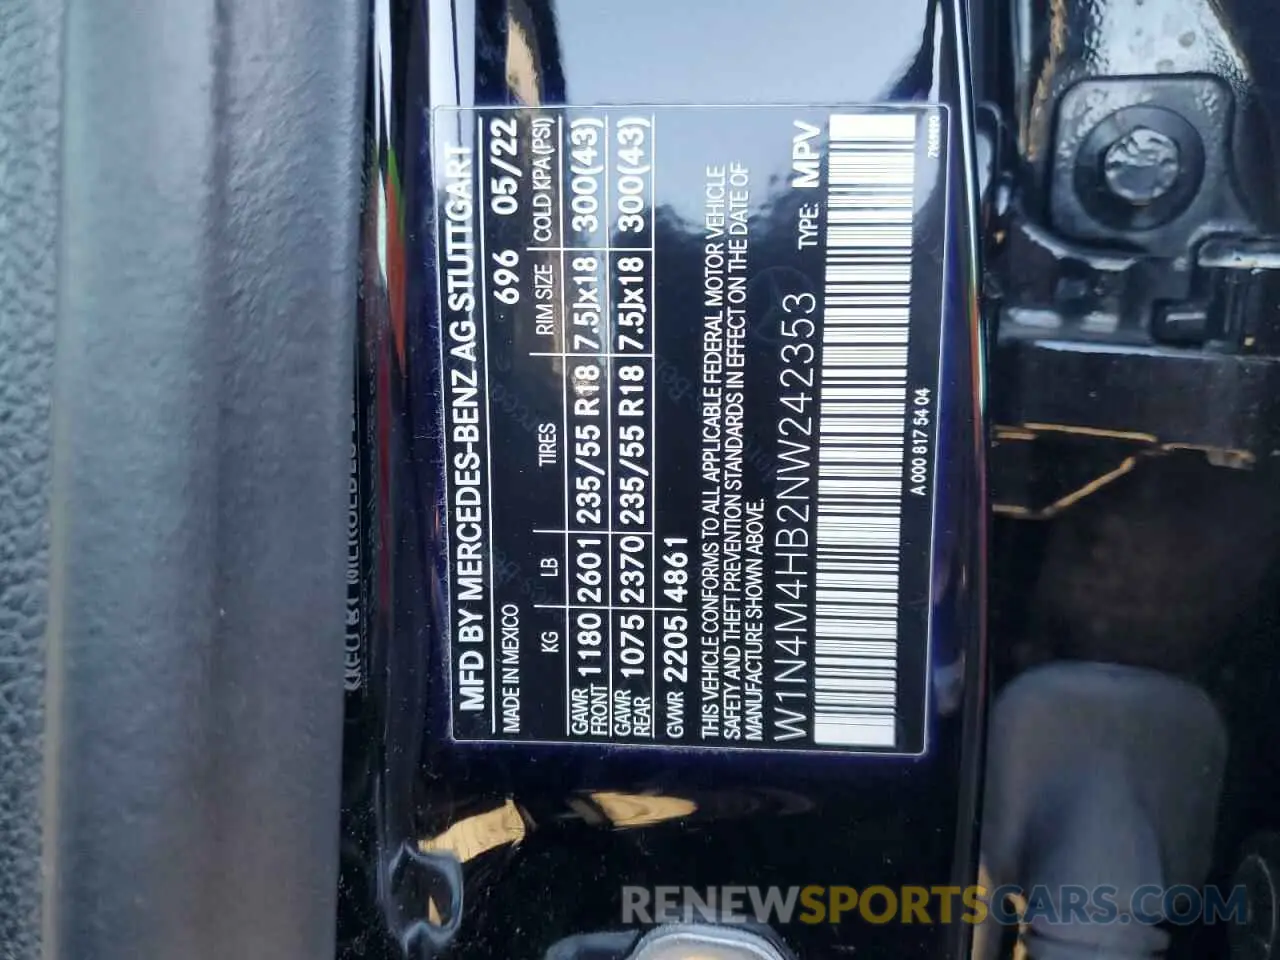 MFD BY MERCEDES-BENZ AG STUTTGART
MADE IN MEXICO 696 05/22
KG LB TIRES RIM SIZE COLD KPA(PSI)
GAWR FRONT 1180 2601 235/55 R18 7.5Jx18 300(43)
GAWR REAR 1075 2370 235/55 R18 7.5Jx18 300(43)
GVWR 2205 4861
THIS VEHICLE CONFORMS TO ALL APPLICABLE FEDERAL MOTOR VEHICLE
SAFETY AND THEFT PREVENTION STANDARDS IN EFFECT ON THE DATE OF
MANUFACTURE SHOWN ABOVE.
W1N4M4HB2NW242353 TYPE: MPV
A 000 817 54 04
RENEWSPORTSCARS.COM